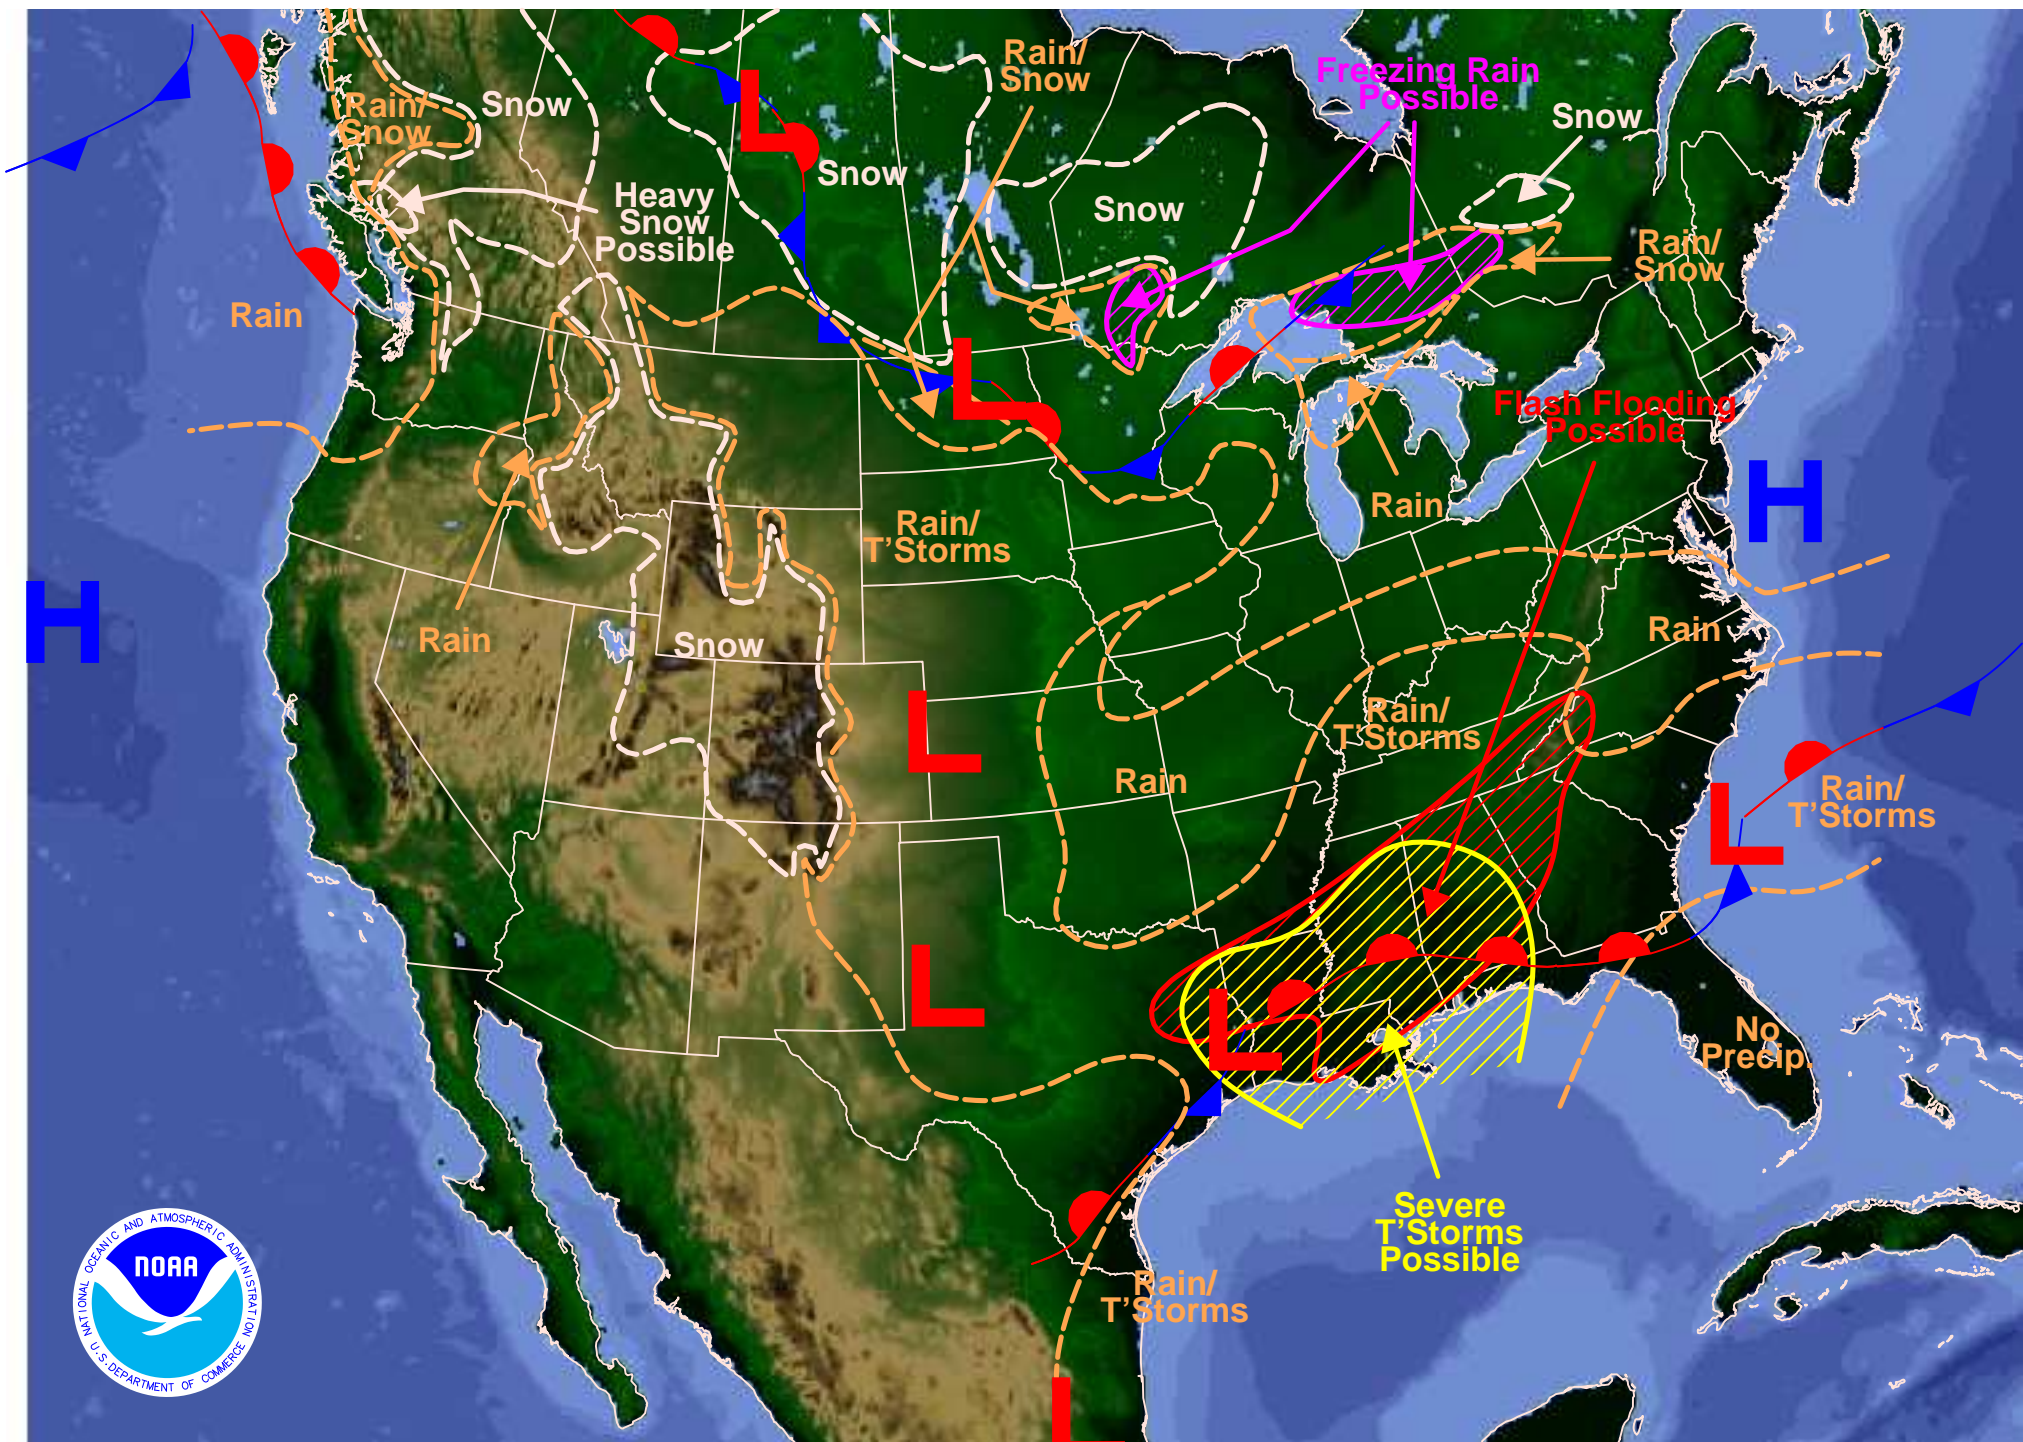 Rain/
Snow
Freezing Rain
Possible
Rain/
Snow
Snow
Snow
Snow
Heavy
Snow
Possible
Snow
Rain/
Snow
Rain
Flash Flooding
Possible
H
L
L
Rain
Rain/
T'Storms
H
Rain
Snow
Rain
L
Rain/
T'Storms
Rain
L
Rain/
T'Storms
L
L
No
Precip.
Severe
T'Storms
Possible
Rain/
T'Storms
L
NATIONAL OCEANIC AND ATMOSPHERIC ADMINISTRATION
NOAA
U.S. DEPARTMENT OF COMMERCE